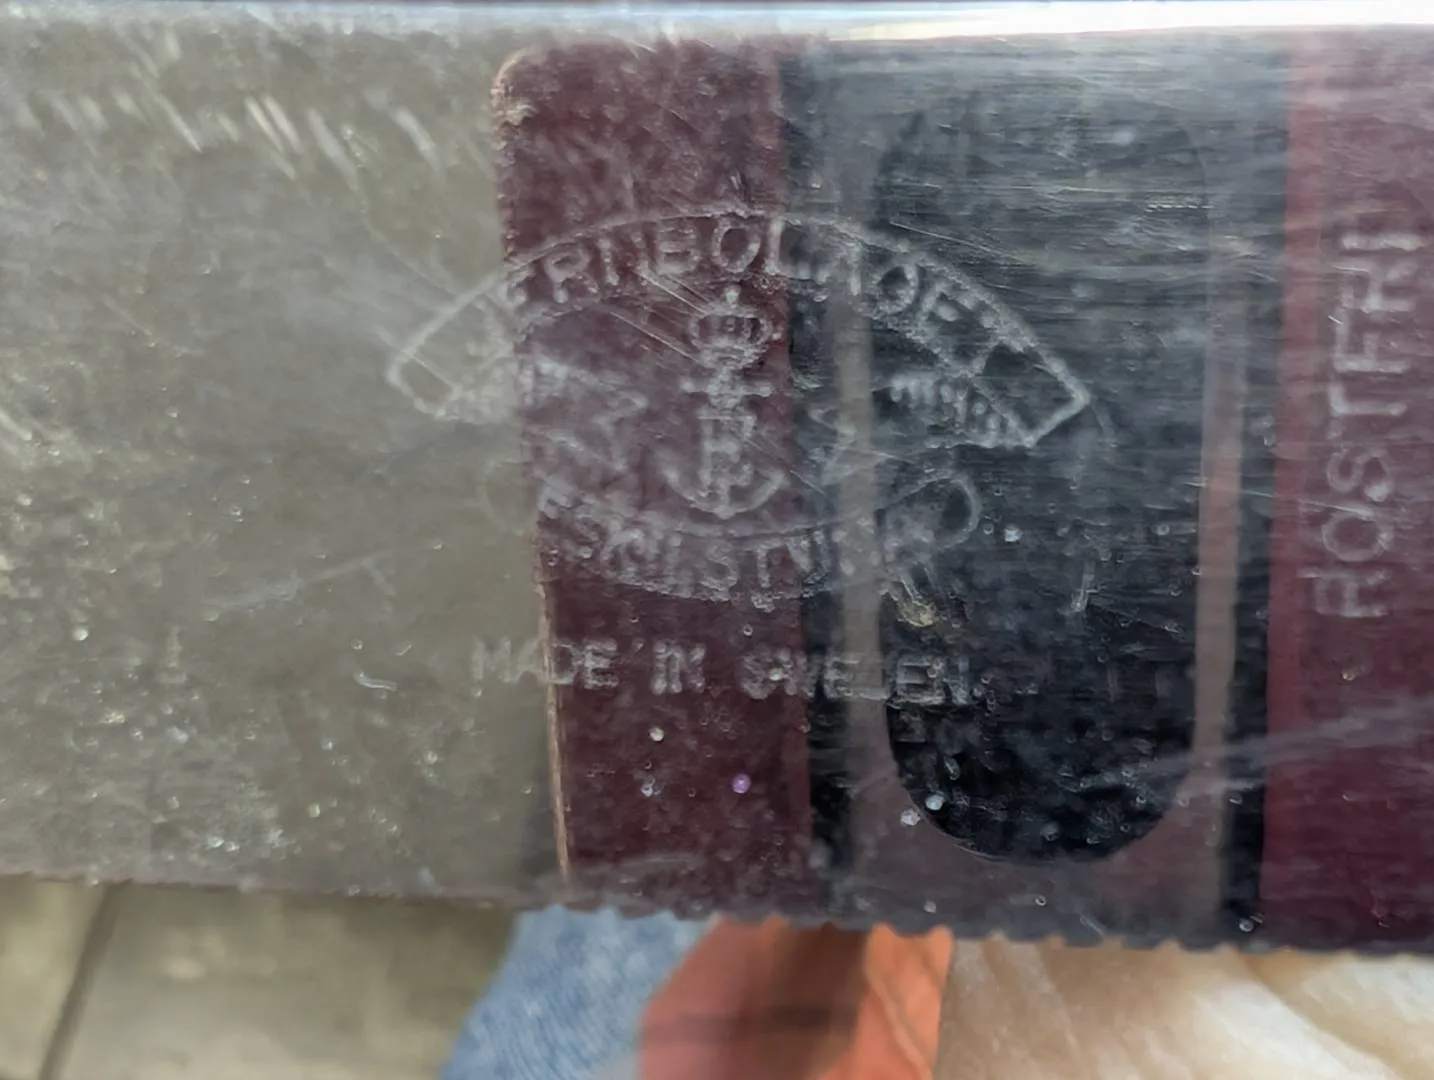 JERNBOLAGET
ESKILSTUNA
MADE IN SWEDEN.
ROSTFRI